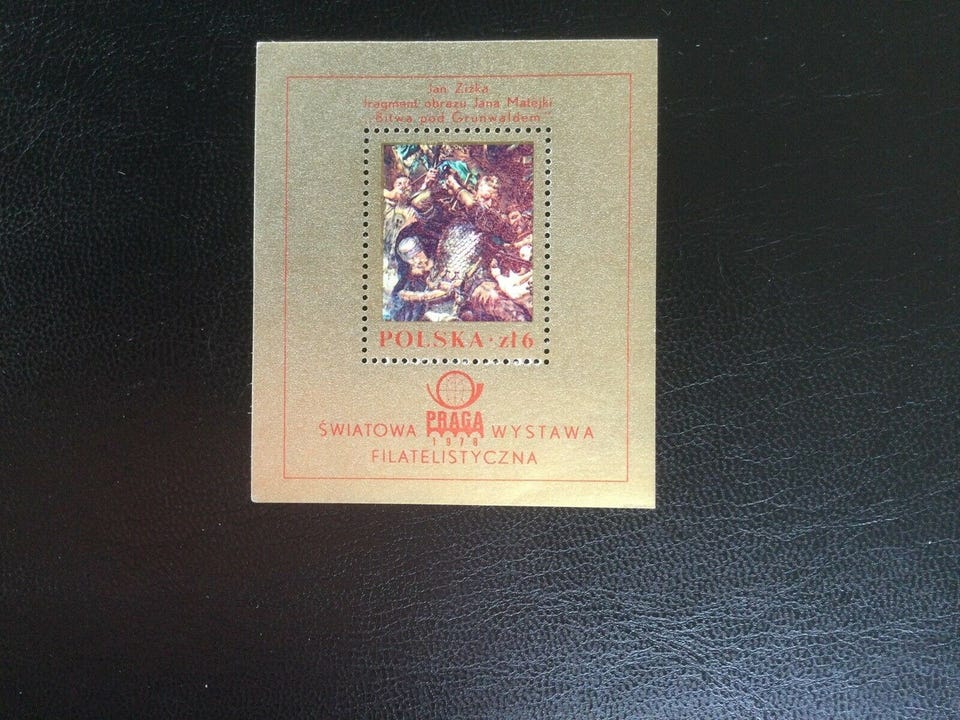 Jan Žižka
fragment obrazu Jana Matejki
Bitwa pod Grunwaldem
POLSKA · zł 6
PRAGA
1978
ŚWIATOWA WYSTAWA
FILATELISTYCZNA